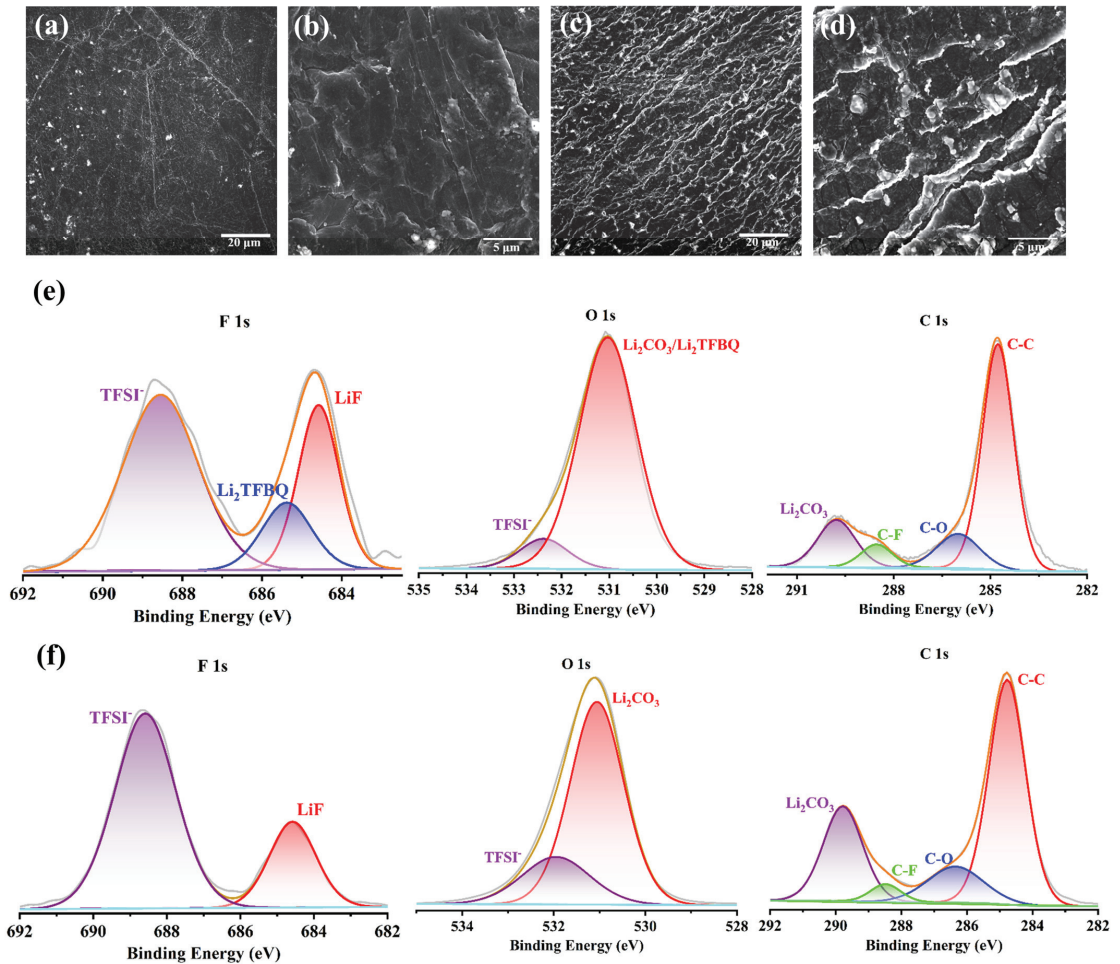 (a) (b) (c) (d)
20 μm 5 μm 20 μm 5 μm
(e)
F 1s O 1s C 1s
TFSI⁻ LiF Li₂TFBQ
692 690 688 686 684
Binding Energy (eV)
Li₂CO₃/Li₂TFBQ
TFSI⁻
535 534 533 532 531 530 529 528
Binding Energy (eV)
C-C
Li₂CO₃ C-F C-O
291 288 285 282
Binding Energy (eV)
(f)
F 1s O 1s C 1s
TFSI⁻ LiF
692 690 688 686 684 682
Binding Energy (eV)
Li₂CO₃
TFSI⁻
534 532 530 528
Binding Energy (eV)
C-C
Li₂CO₃ C-F C-O
292 290 288 286 284 282
Binding Energy (eV)